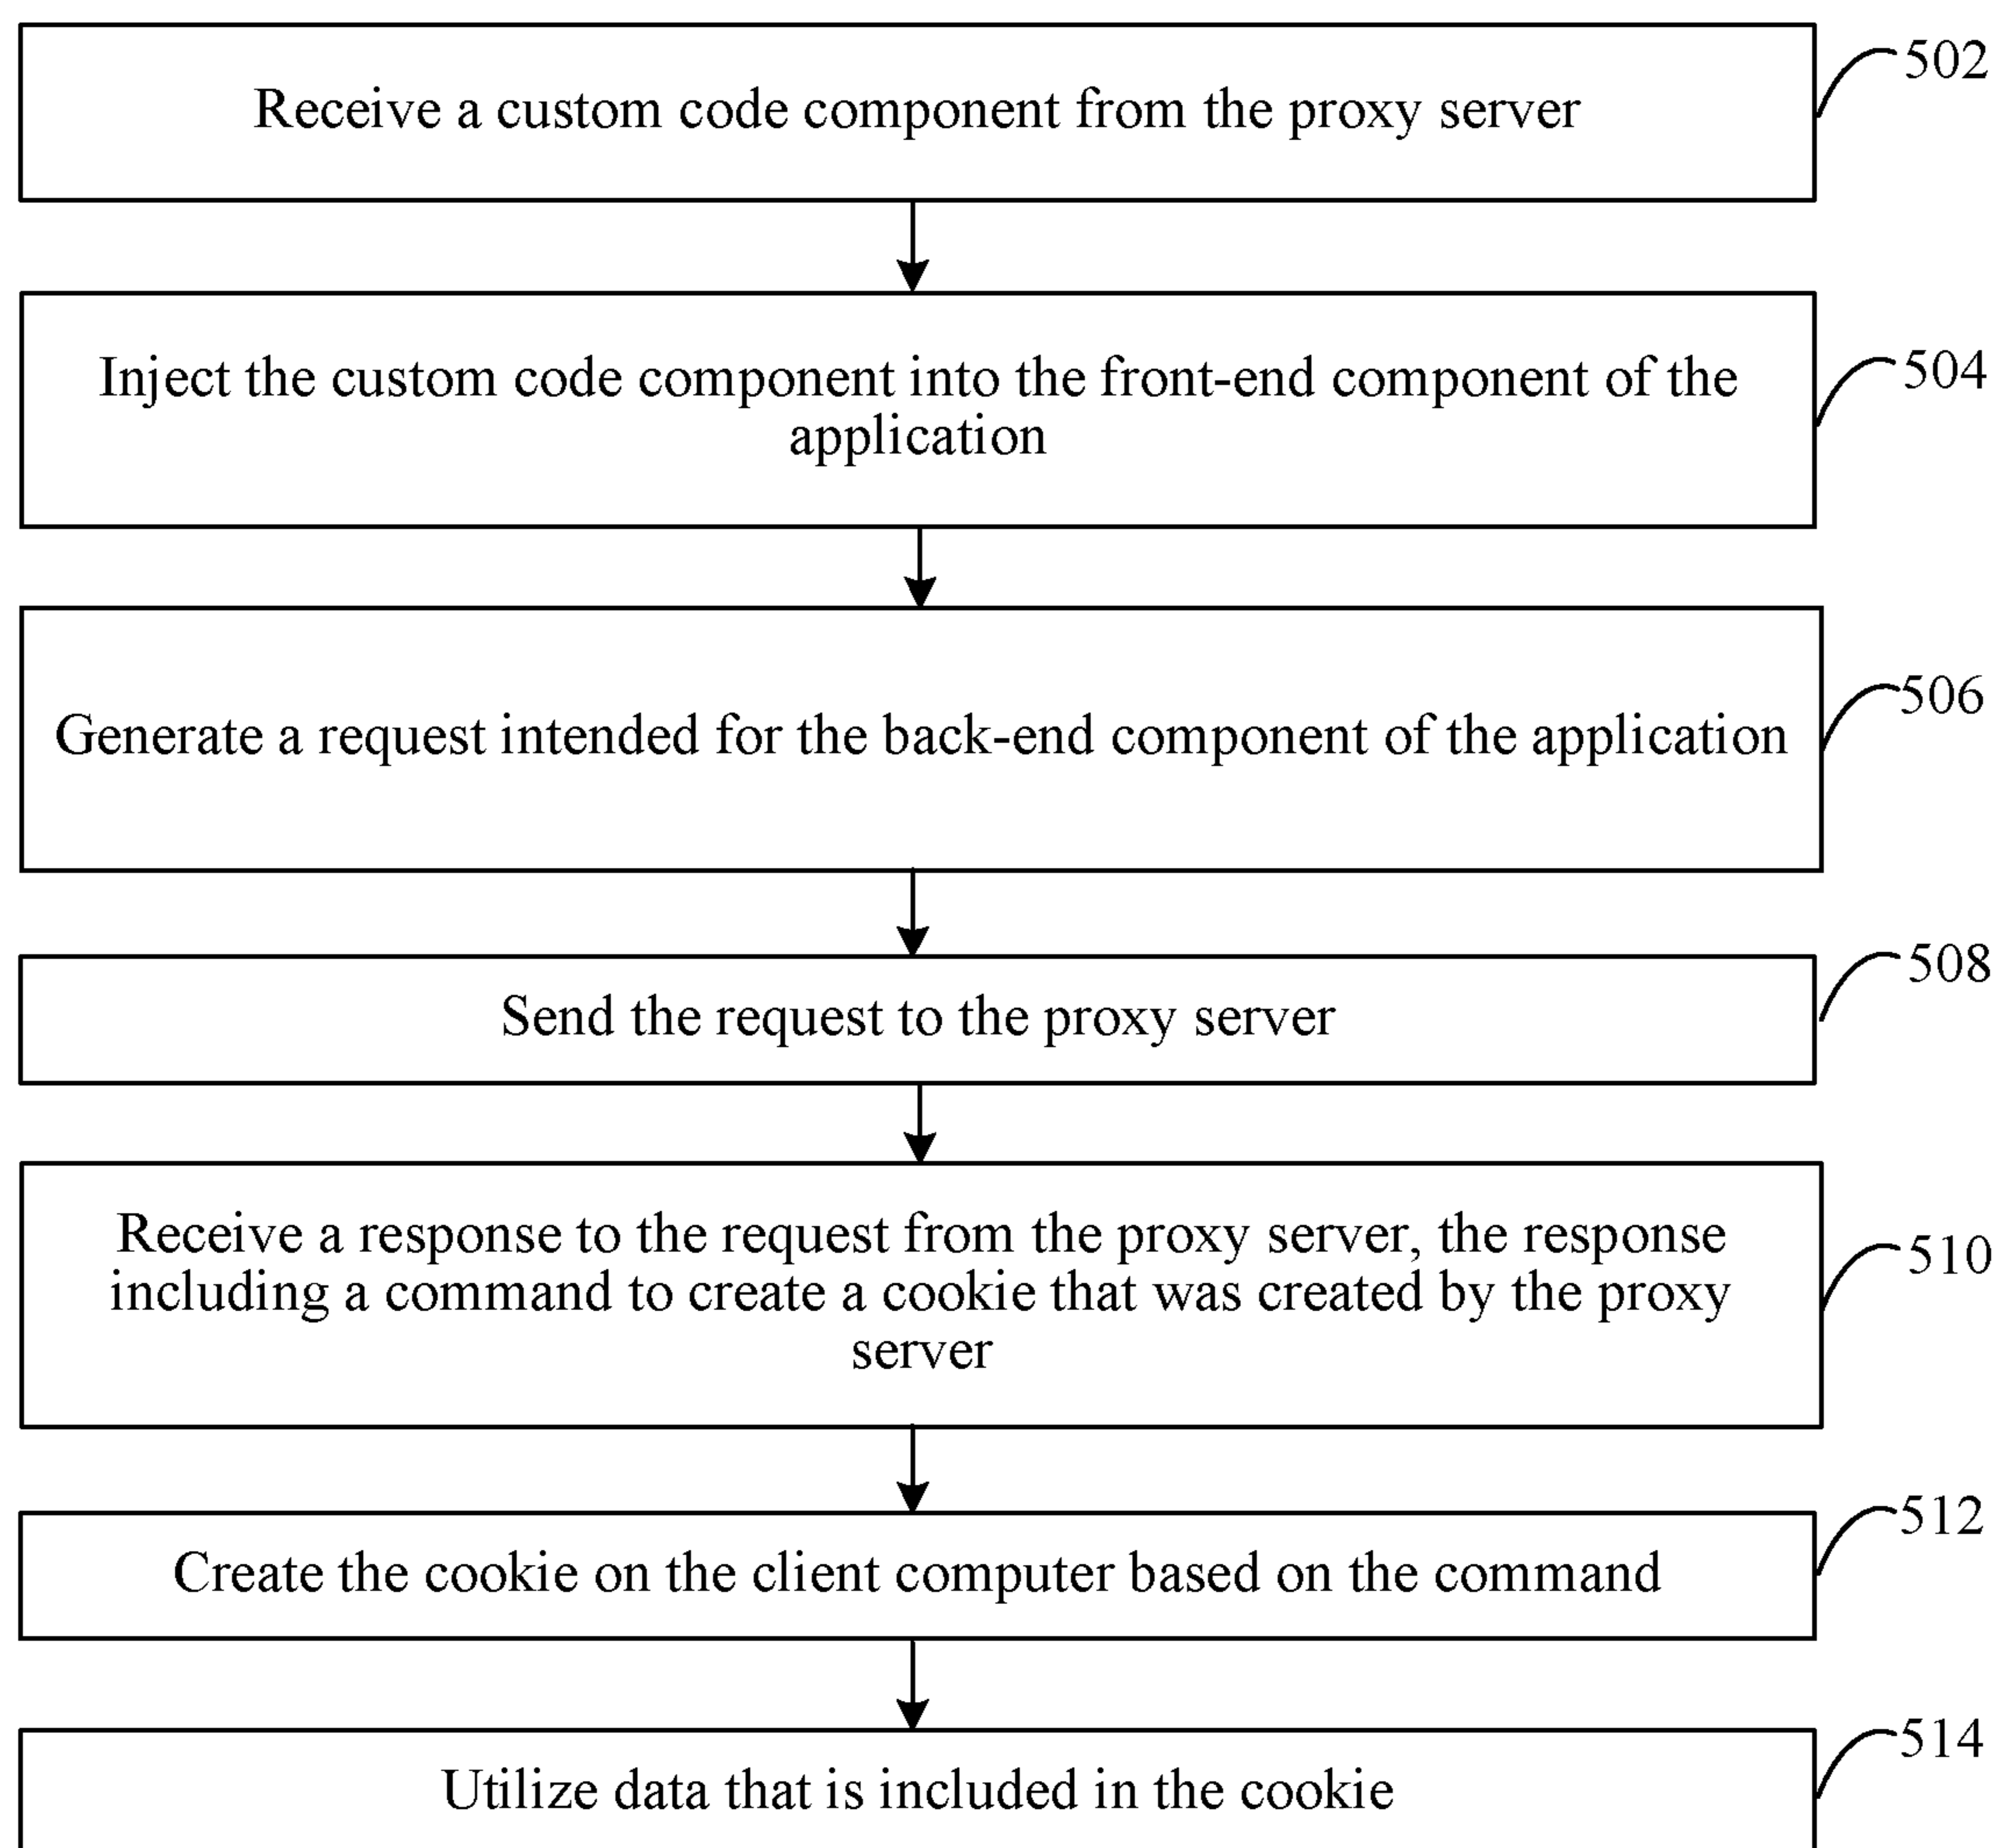 Receive a custom code component from the proxy server
502
Inject the custom code component into the front-end component of the
application
504
Generate a request intended for the back-end component of the application
506
Send the request to the proxy server
508
Receive a response to the request from the proxy server, the response
including a command to create a cookie that was created by the proxy
server
510
Create the cookie on the client computer based on the command
512
Utilize data that is included in the cookie
514